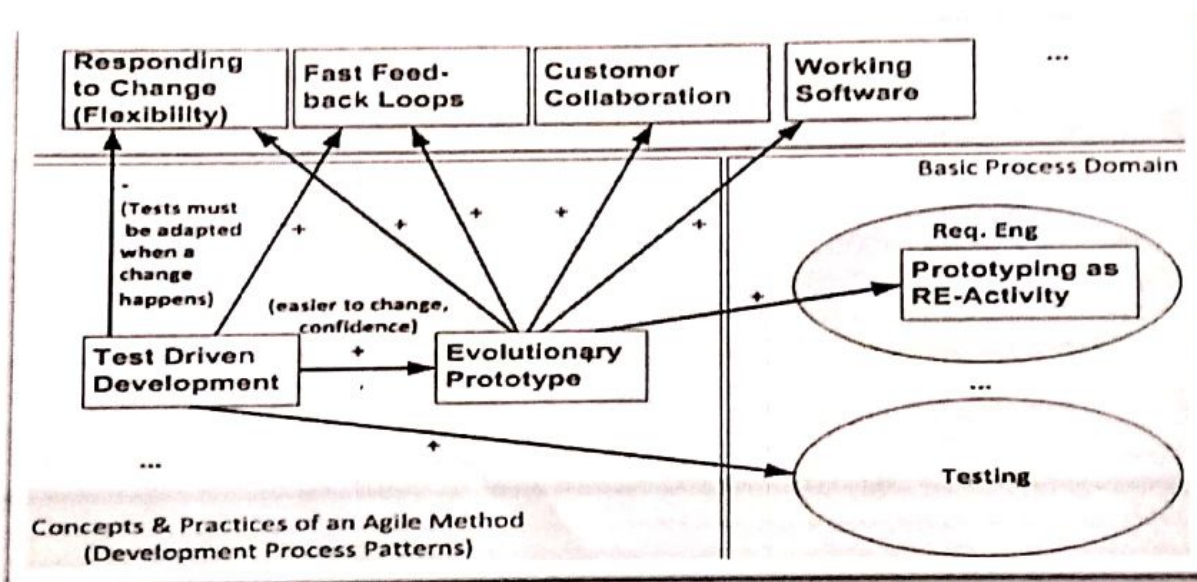 Responding
to Change
(Flexibility)
Fast Feed-
back Loops
Customer
Collaboration
Working
Software
...
Basic Process Domain
-
(Tests must
be adapted
when a
change
happens)
+
+
+
+
+
Req. Eng
Prototyping as
RE-Activity
+
(easier to change,
confidence)
+
Test Driven
Development
Evolutionary
Prototype
...
+
Testing
...
Concepts & Practices of an Agile Method
(Development Process Patterns)